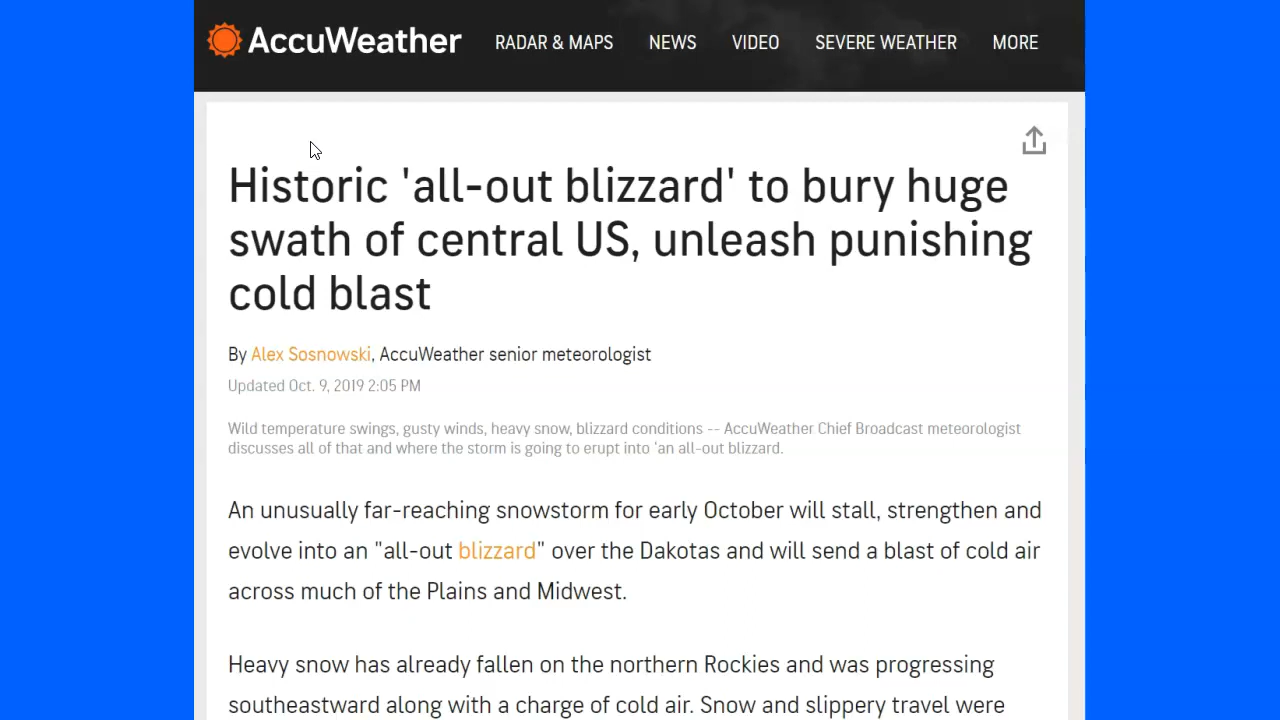 AccuWeather RADAR & MAPS NEWS VIDEO SEVERE WEATHER MORE
Historic 'all-out blizzard' to bury huge
swath of central US, unleash punishing
cold blast
By Alex Sosnowski, AccuWeather senior meteorologist
Updated Oct. 9, 2019 2:05 PM
Wild temperature swings, gusty winds, heavy snow, blizzard conditions -- AccuWeather Chief Broadcast meteorologist
discusses all of that and where the storm is going to erupt into 'an all-out blizzard.
An unusually far-reaching snowstorm for early October will stall, strengthen and
evolve into an "all-out blizzard" over the Dakotas and will send a blast of cold air
across much of the Plains and Midwest.
Heavy snow has already fallen on the northern Rockies and was progressing
southeastward along with a charge of cold air. Snow and slippery travel were